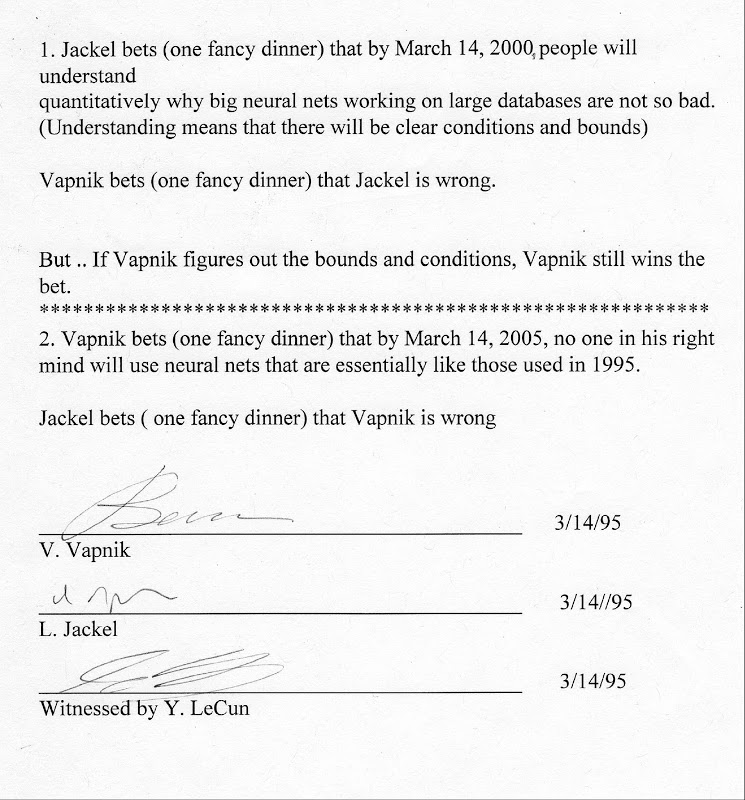 1. Jackel bets (one fancy dinner) that by March 14, 2000, people will
understand
quantitatively why big neural nets working on large databases are not so bad.
(Understanding means that there will be clear conditions and bounds)
Vapnik bets (one fancy dinner) that Jackel is wrong.
But .. If Vapnik figures out the bounds and conditions, Vapnik still wins the
bet.
**************************************************************
2. Vapnik bets (one fancy dinner) that by March 14, 2005, no one in his right
mind will use neural nets that are essentially like those used in 1995.
Jackel bets ( one fancy dinner) that Vapnik is wrong
3/14/95
V. Vapnik
3/14//95
L. Jackel
3/14/95
Witnessed by Y. LeCun